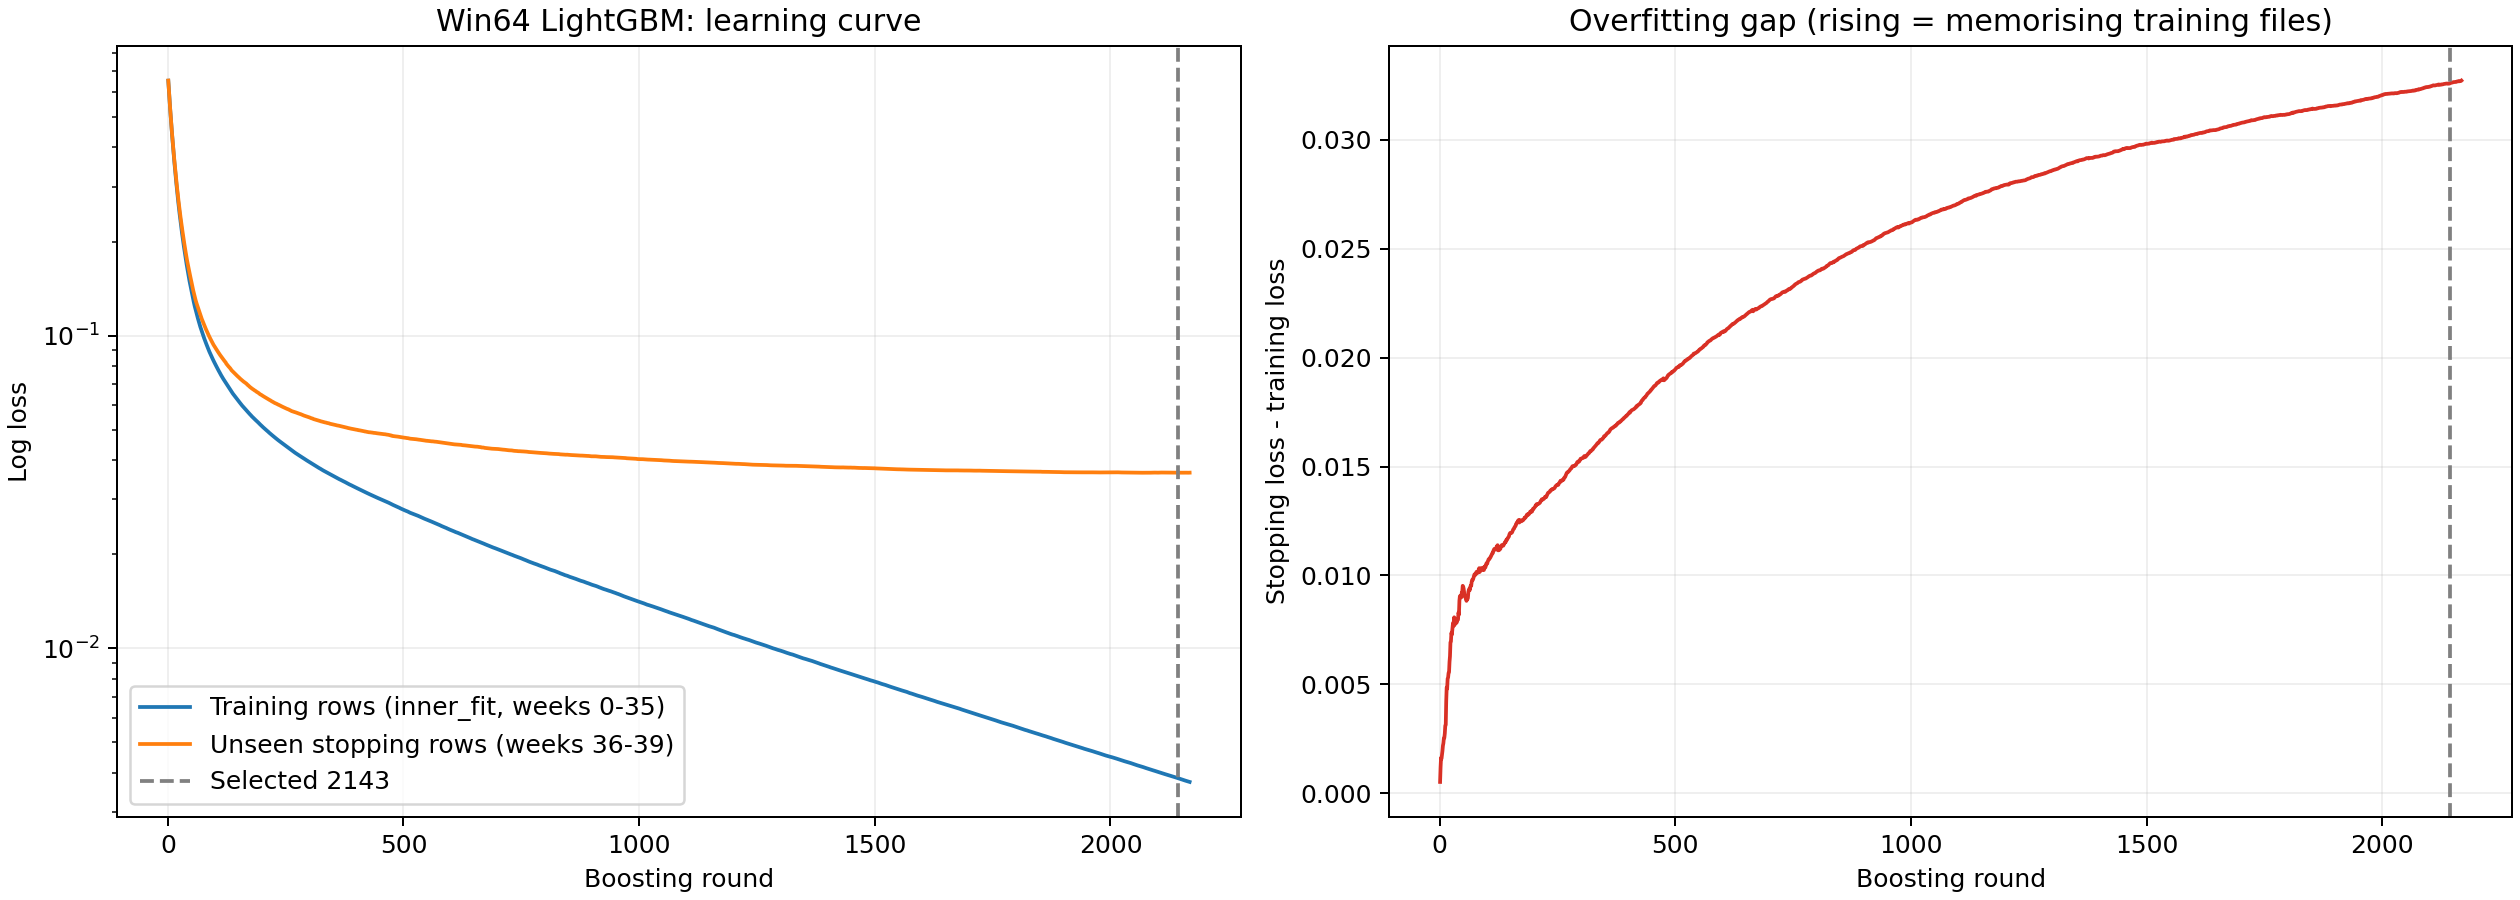 Win64 LightGBM: learning curve
Log loss
10⁻¹
10⁻²
Training rows (inner_fit, weeks 0-35)
Unseen stopping rows (weeks 36-39)
Selected 2143
0 500 1000 1500 2000
Boosting round
Overfitting gap (rising = memorising training files)
Stopping loss - training loss
0.030
0.025
0.020
0.015
0.010
0.005
0.000
0 500 1000 1500 2000
Boosting round